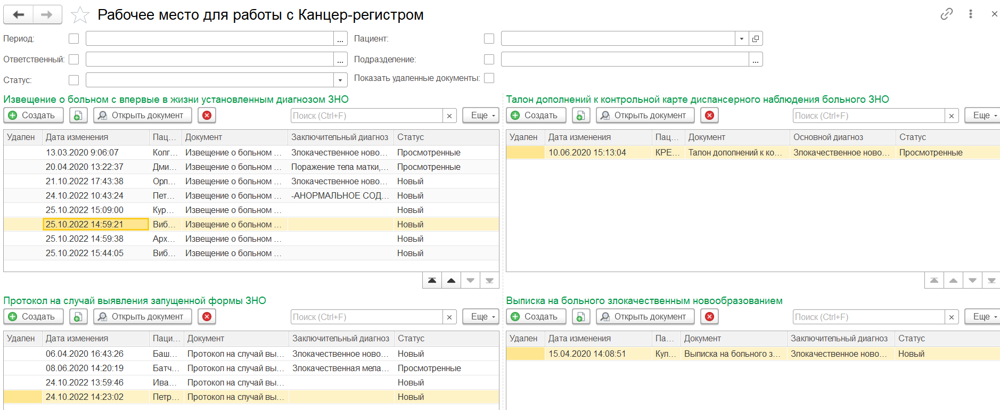 Рабочее место для работы с Канцер-регистром
Период: ... Пациент:
Ответственный: ... Подразделение: ...
Статус: Показать удаленные документы:
Извещение о больном с впервые в жизни установленным диагнозом ЗНО
Создать Открыть документ Поиск (Ctrl+F) × Еще
Удален Дата изменения Пац... Документ Заключительный диагноз Статус
13.03.2020 9:06:07 Колг... Извещение о больном ... Злокачественное ново... Просмотренные
20.04.2020 13:22:37 Дми... Извещение о больном ... Поражение тела матки,... Просмотренные
21.10.2022 17:43:38 Орл... Извещение о больном ... Злокачественное ново... Новый
24.10.2022 10:43:24 Пет... Извещение о больном ... -АНОРМАЛЬНОЕ СОД... Новый
25.10.2022 15:09:00 Кур... Извещение о больном ... Новый
25.10.2022 14:59:21 Виб... Извещение о больном ... Новый
25.10.2022 14:59:38 Арх... Извещение о больном ... Новый
25.10.2022 15:44:05 Виб... Извещение о больном ... Новый
Талон дополнений к контрольной карте диспансерного наблюдения больного ЗНО
Создать Открыть документ Поиск (Ctrl+F) × Еще
Удален Дата изменения Пац... Документ Основной диагноз Статус
10.06.2020 15:13:04 КРЕ... Талон дополнений к ко... Злокачественное ново... Просмотренные
Протокол на случай выявления запущенной формы ЗНО
Создать Открыть документ Поиск (Ctrl+F) × Еще
Удален Дата изменения Паци... Документ Заключительный диагноз Статус
06.04.2020 16:43:26 Баш... Протокол на случай вы... Злокачественное ново... Новый
08.06.2020 14:20:19 Батч... Протокол на случай вы... Злокачественная мела... Просмотренные
24.10.2022 13:59:46 Ива... Протокол на случай вы... Новый
24.10.2022 14:23:02 Петр... Протокол на случай вы... Новый
Выписка на больного злокачественным новообразованием
Создать Открыть документ Поиск (Ctrl+F) × Еще
Удален Дата изменения Па... Документ Заключительный диагноз Статус
15.04.2020 14:08:51 Кул... Выписка на больного з... Злокачественное ново... Новый